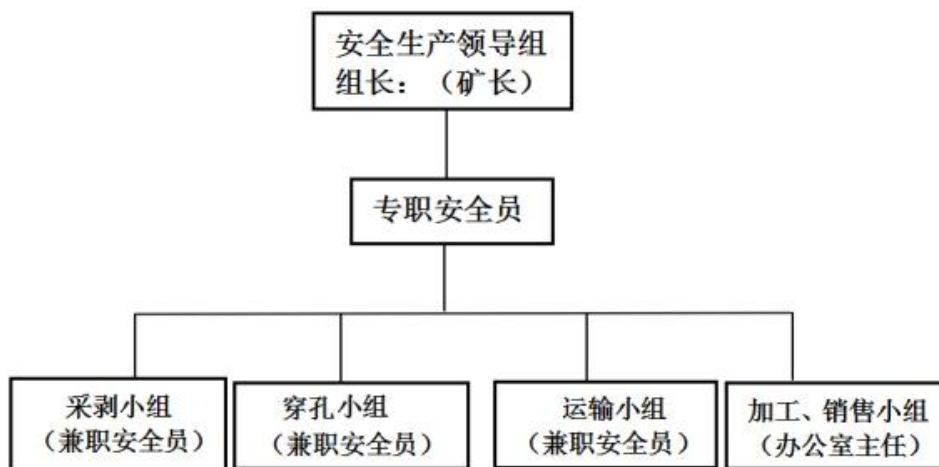 安全生产领导组
组长：（矿长）
专职安全员
采剥小组
（兼职安全员）
穿孔小组
（兼职安全员）
运输小组
（兼职安全员）
加工、销售小组
（办公室主任）